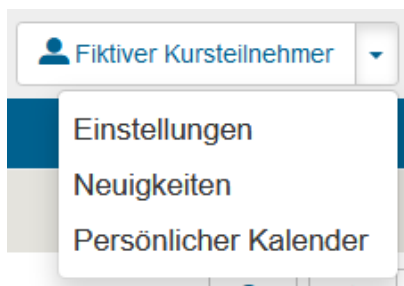 Fiktiver Kursteilnehmer
Einstellungen
Neuigkeiten
Persönlicher Kalender